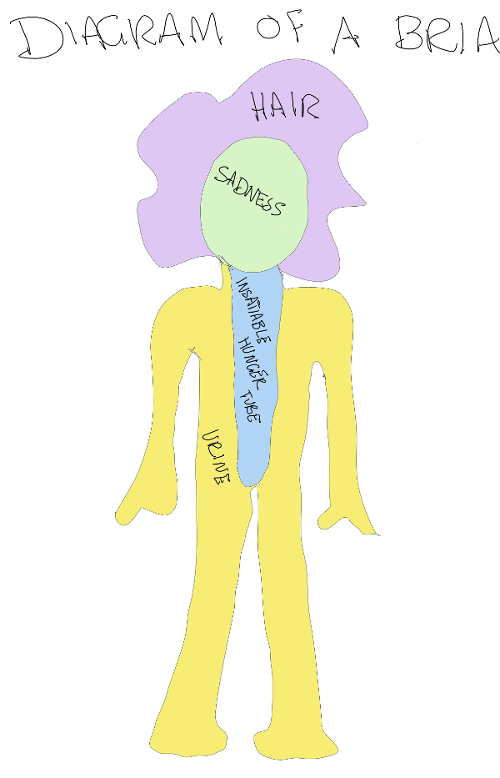 DIAGRAM OF A BRIA
HAIR
SADNESS
INSATIABLE HUNGER TUBE
URINE